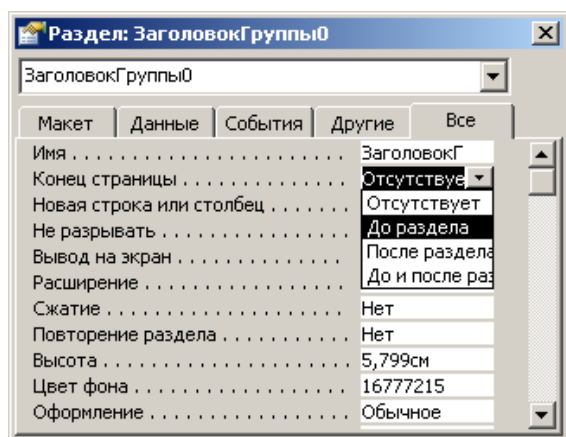 Раздел: ЗаголовокГруппы0
ЗаголовокГруппы0
Макет Данные События Другие Все
Имя . . . . . . . . . . . . . . . . . . . . . . . ЗаголовокГ
Конец страницы . . . . . . . . . . . . . . Отсутствуе
Новая строка или столбец . . . . . . . Отсутствует
Не разрывать . . . . . . . . . . . . . . . . До раздела
Вывод на экран . . . . . . . . . . . . . . После раздела
Расширение . . . . . . . . . . . . . . . . . До и после раз
Сжатие . . . . . . . . . . . . . . . . . . . . Нет
Повторение раздела . . . . . . . . . . Нет
Высота . . . . . . . . . . . . . . . . . . . . 5,799см
Цвет фона . . . . . . . . . . . . . . . . . . 16777215
Оформление . . . . . . . . . . . . . . . . . Обычное